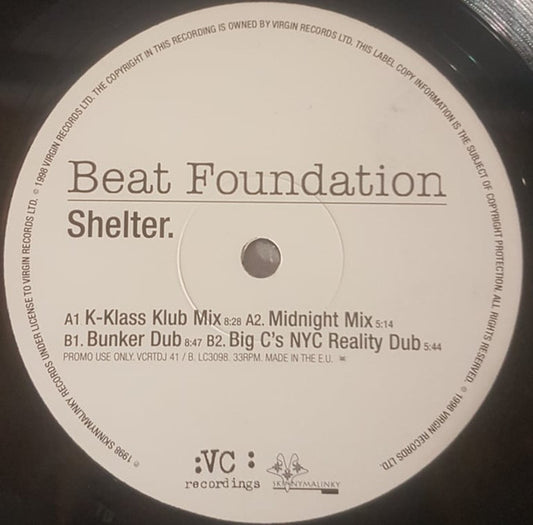 ℗ 1998 SKINNYMALINKY RECORDS UNDER LICENSE TO VIRGIN RECORDS LTD. © 1998 VIRGIN RECORDS LTD. THE COPYRIGHT IN THIS RECORDING IS OWNED BY VIRGIN RECORDS LTD. THIS LABEL COPY INFORMATION IS THE SUBJECT OF COPYRIGHT PROTECTION. ALL RIGHTS RESERVED. © 1998 VIRGIN RECORDS LTD.
Beat Foundation
Shelter.
A1 K-Klass Klub Mix 8:28 A2. Midnight Mix 5:14
B1. Bunker Dub 8:47 B2. Big C's NYC Reality Dub 5:44
PROMO USE ONLY. VCRTDJ 41 / B. LC3098. 33RPM. MADE IN THE E.U.
:VC :
recordings
SKINNYMALINKY